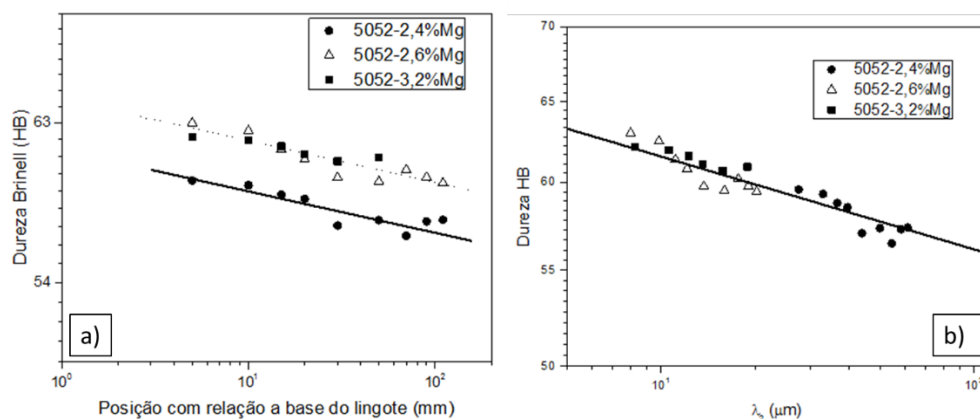 5052-2,4%Mg
5052-2,6%Mg
5052-3,2%Mg
63
54
Dureza Brinell (HB)
a)
10⁰
10¹
10²
Posição com relação a base do lingote (mm)
70
65
60
55
50
Dureza HB
5052-2,4%Mg
5052-2,6%Mg
5052-3,2%Mg
b)
10¹
(µm)